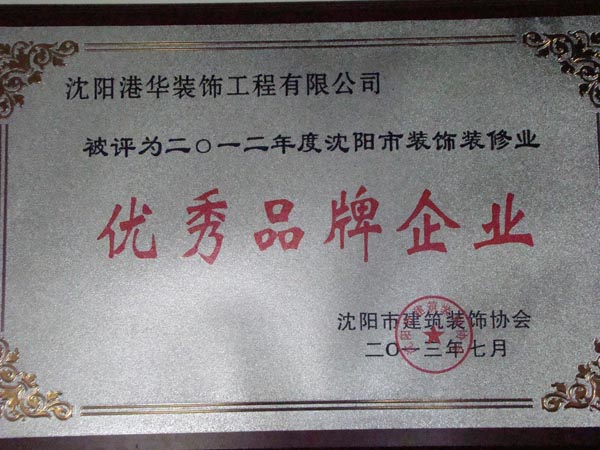 沈阳港华装饰工程有限公司
被评为二〇一二年度沈阳市装饰装修业
优秀品牌企业
沈阳市建筑装饰协会
二〇一三年七月